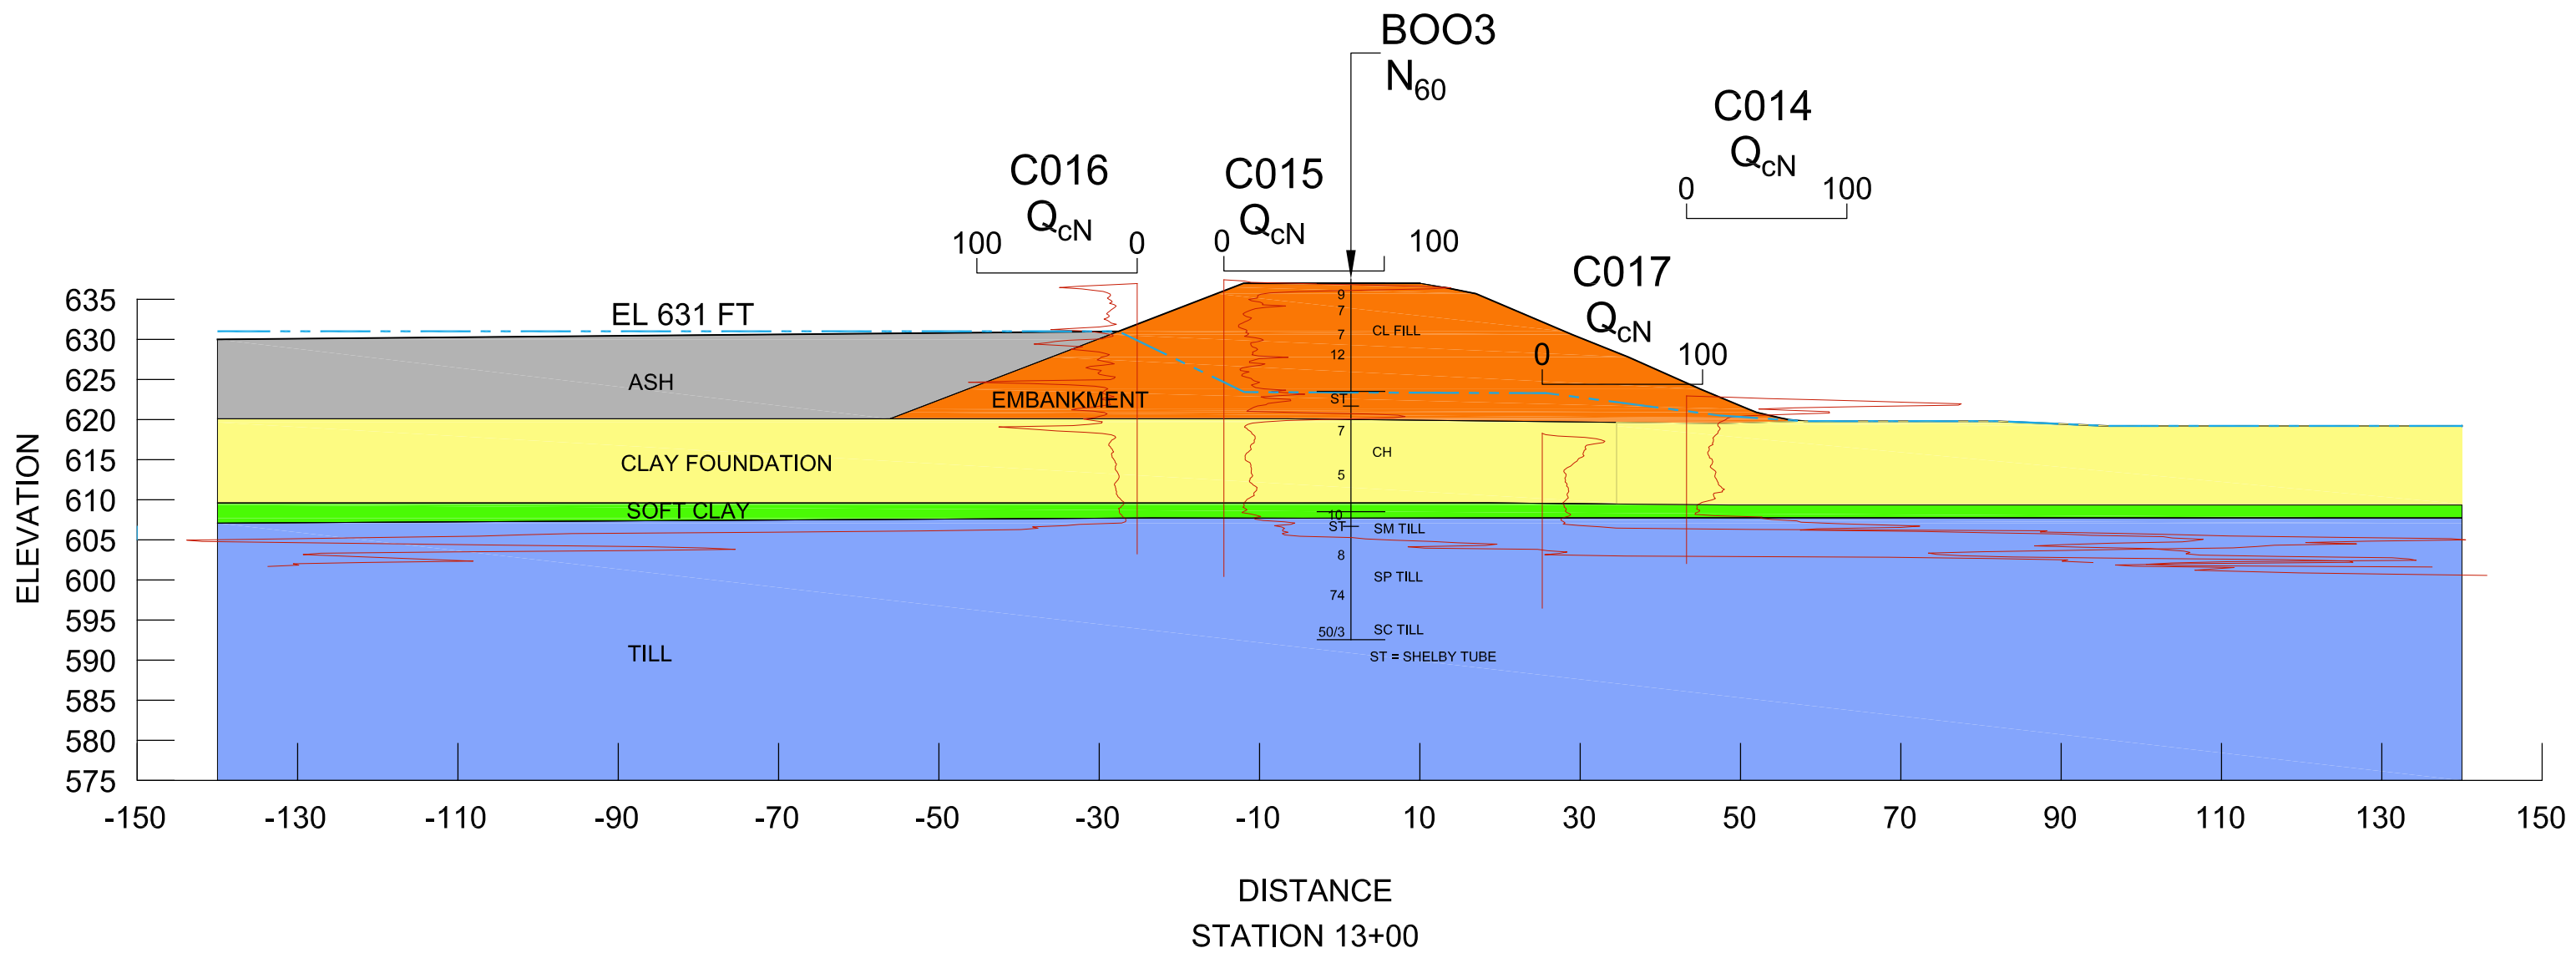 BOO3
N60
C014
QcN
0 100
C016
QcN
100 0
C015
QcN
0 100
C017
QcN
0 100
EL 631 FT
635
630
625
620
615
610
605
600
595
590
585
580
575
ELEVATION
ASH
EMBANKMENT
CLAY FOUNDATION
SOFT CLAY
TILL
9
7
7
12
ST
7
5
10
ST
8
74
50/3
CL FILL
CH
SM TILL
SP TILL
SC TILL
ST = SHELBY TUBE
-150 -130 -110 -90 -70 -50 -30 -10 10 30 50 70 90 110 130 150
DISTANCE
STATION 13+00